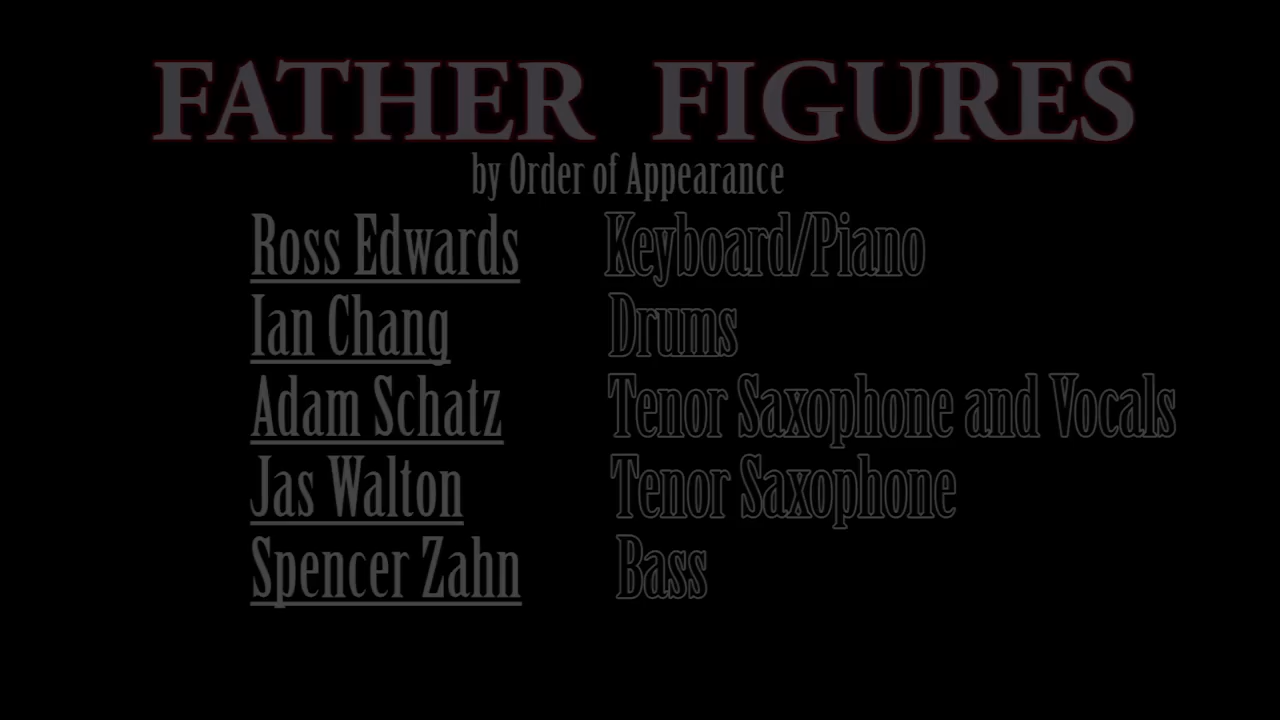 FATHER FIGURES
by Order of Appearance
Ross Edwards Keyboard/Piano
Ian Chang Drums
Adam Schatz Tenor Saxophone and Vocals
Jas Walton Tenor Saxophone
Spencer Zahn Bass